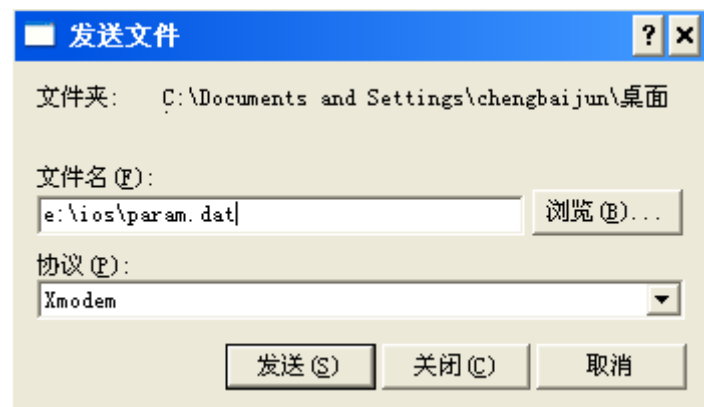 发送文件
文件夹: C:\Documents and Settings\chengbaijun\桌面
文件名(F):
e:\ios\param.dat
浏览(B)...
协议(P):
Xmodem
发送(S) 关闭(C) 取消